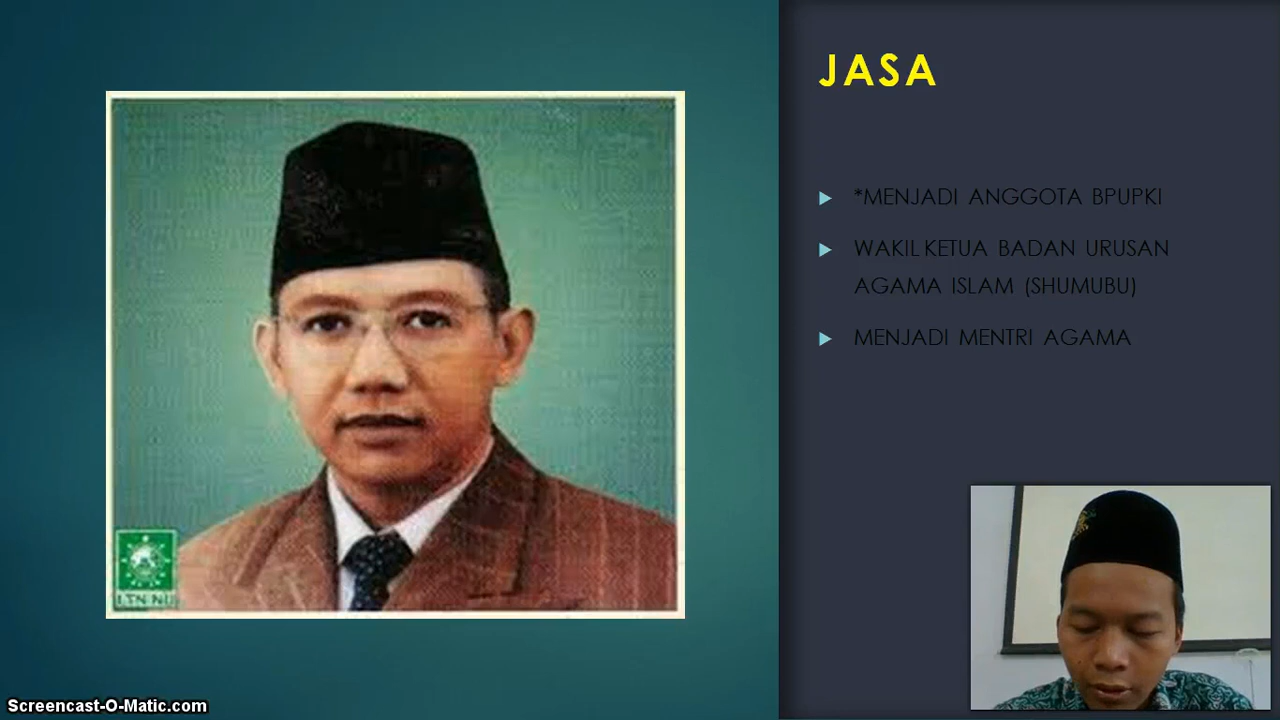 JASA
*MENJADI ANGGOTA BPUPKI
WAKIL KETUA BADAN URUSAN
AGAMA ISLAM (SHUMUBU)
MENJADI MENTRI AGAMA
LTN NU
Screencast-O-Matic.com